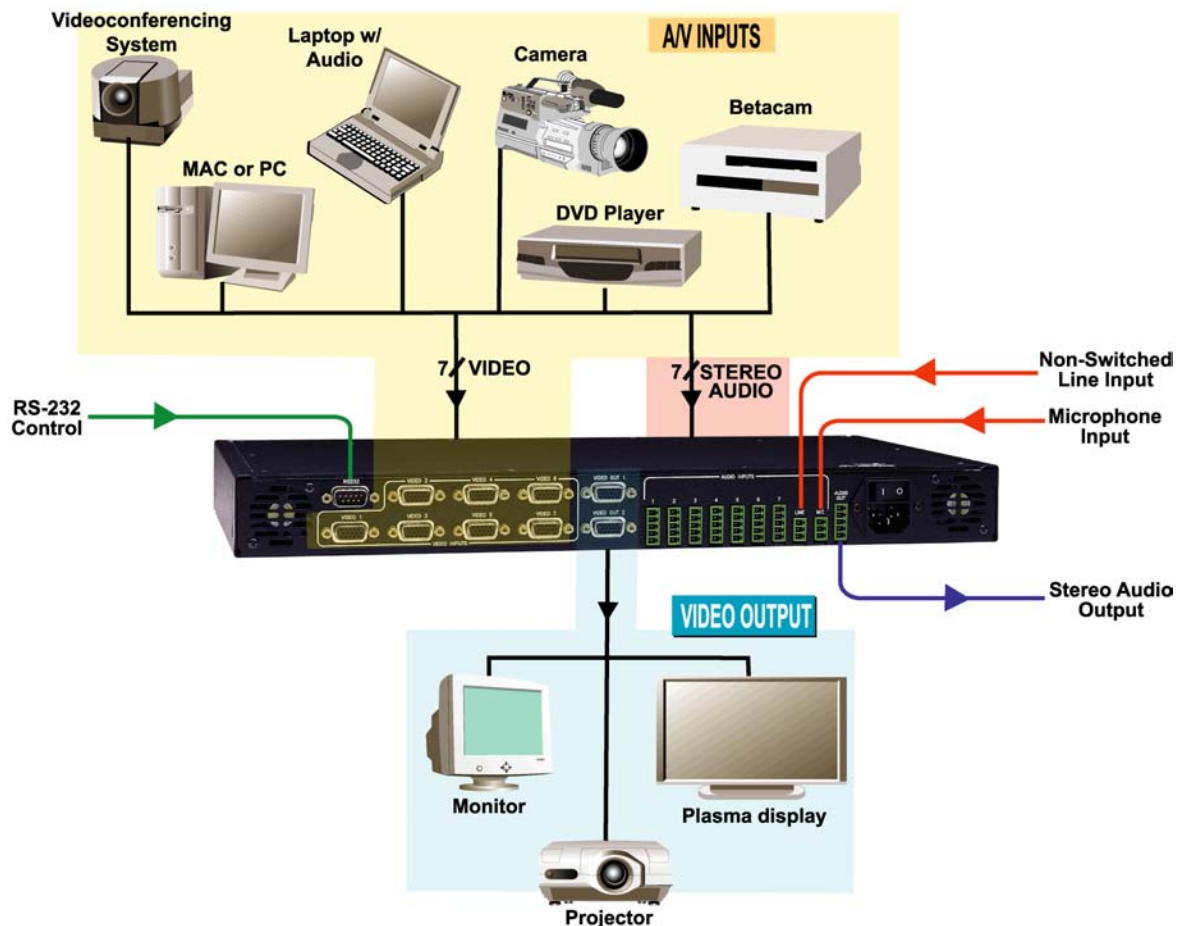 Videoconferencing
System
Laptop w/
Audio
Camera
A/V INPUTS
Betacam
MAC or PC
DVD Player
7 VIDEO
7 STEREO
AUDIO
Non-Switched
Line Input
RS-232
Control
Microphone
Input
RS232
VIDEO 2
VIDEO 4
VIDEO 6
VIDEO OUT 1
AUDIO INPUTS
AUDIO
OUT
1 2 3 4 5 6 7
LINE
MIC
I O
VIDEO 1
VIDEO 3
VIDEO 5
VIDEO 7
VIDEO OUT 2
VIDEO INPUTS
Stereo Audio
Output
VIDEO OUTPUT
Monitor
Plasma display
Projector